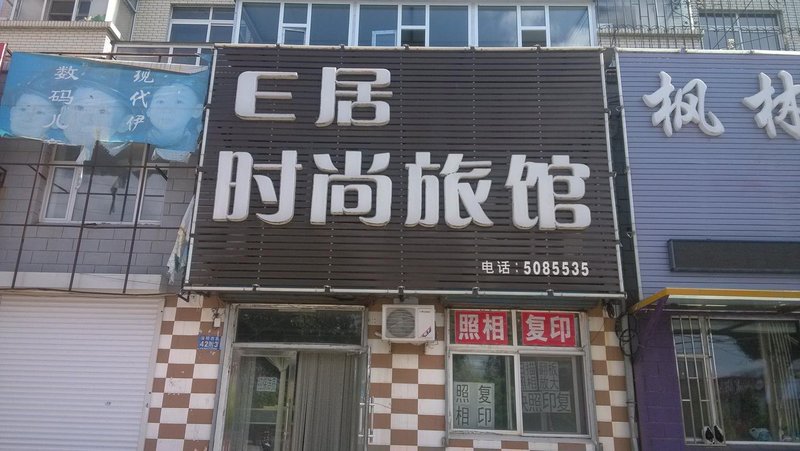 E居
时尚旅馆
电话:5085535
现代伊
数码儿
枫林
照相 复印
照相
复印